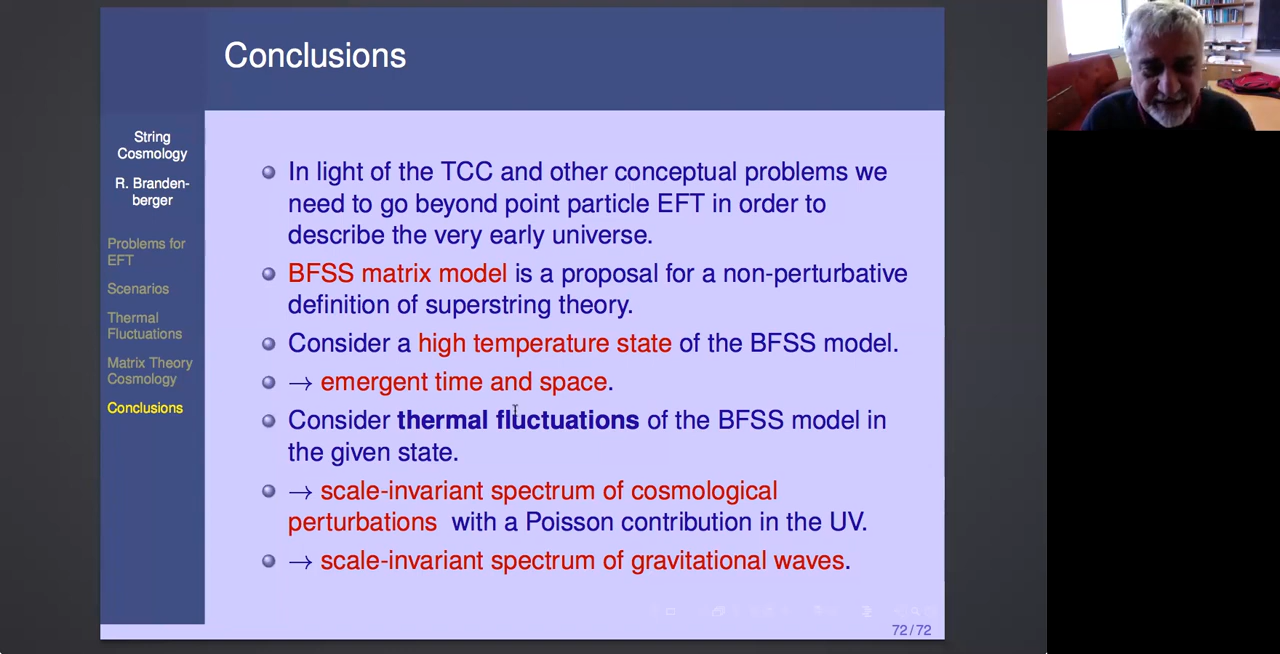 Conclusions
String
Cosmology
R. Branden-
berger
Problems for
EFT
Scenarios
Thermal
Fluctuations
Matrix Theory
Cosmology
Conclusions
In light of the TCC and other conceptual problems we
need to go beyond point particle EFT in order to
describe the very early universe.
BFSS matrix model is a proposal for a non-perturbative
definition of superstring theory.
Consider a high temperature state of the BFSS model.
→ emergent time and space.
Consider thermal fluctuations of the BFSS model in
the given state.
→ scale-invariant spectrum of cosmological
perturbations with a Poisson contribution in the UV.
→ scale-invariant spectrum of gravitational waves.
72/72